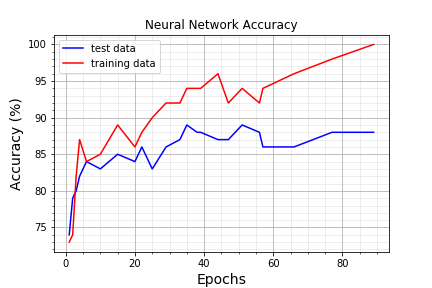 Neural Network Accuracy
test data
training data
Accuracy (%)
100
95
90
85
80
75
0 20 40 60 80
Epochs